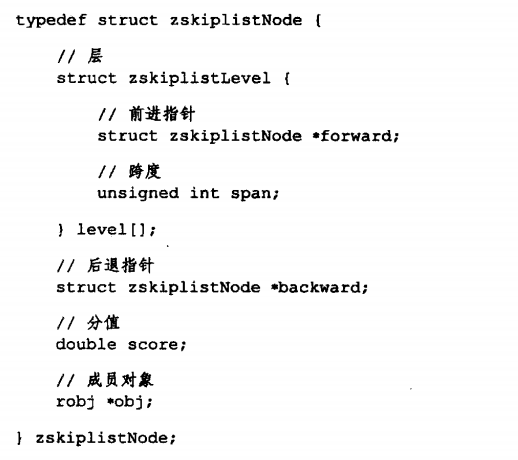 typedef struct zskiplistNode {
// 层
struct zskiplistLevel {
// 前进指针
struct zskiplistNode *forward;
// 跨度
unsigned int span;
} level[];
// 后退指针
struct zskiplistNode *backward;
// 分值
double score;
// 成员对象
robj *obj;
} zskiplistNode;